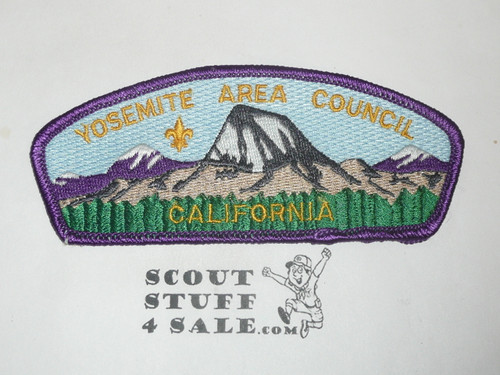 YOSEMITE AREA COUNCIL
CALIFORNIA
SCOUT
STUFF
4 SALE.COM